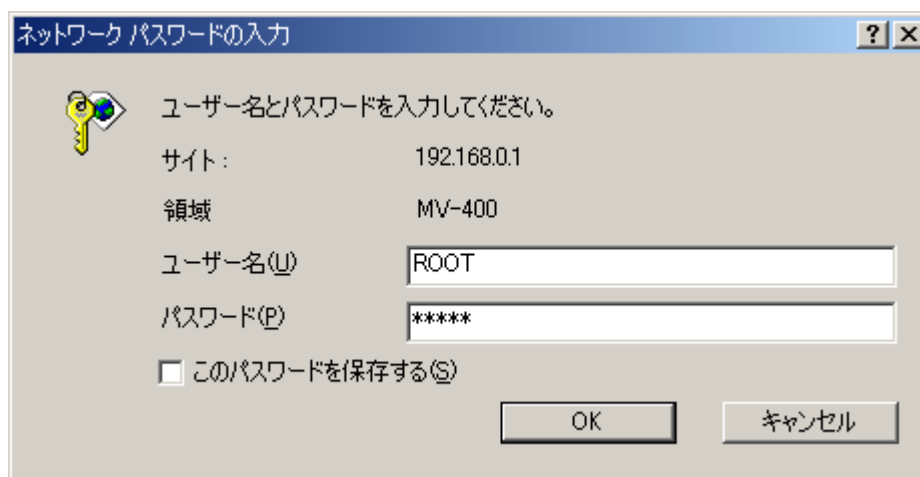 ネットワーク パスワードの入力
ユーザー名とパスワードを入力してください。
サイト： 192.168.0.1
領域 MV-400
ユーザー名(U) ROOT
パスワード(P) *****
このパスワードを保存する(S)
OK キャンセル